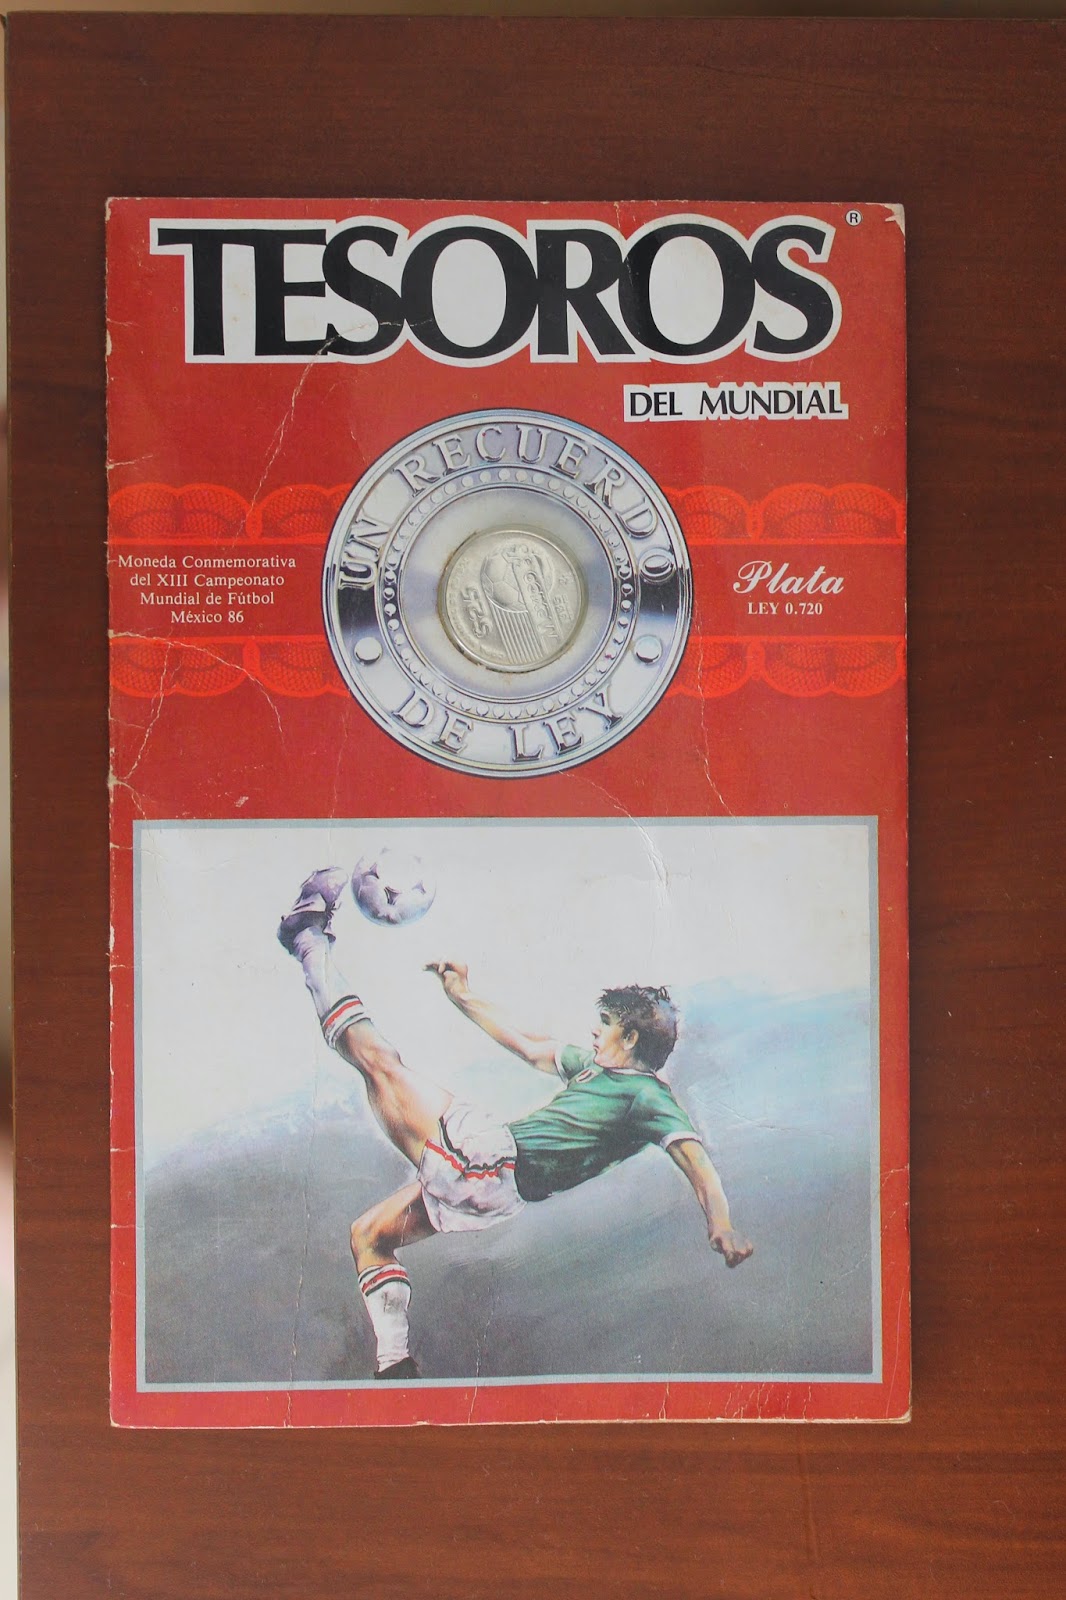 TESOROS ®
DEL MUNDIAL
UN RECUERDO
DE LEY
Moneda Conmemorativa
del XIII Campeonato
Mundial de Fútbol
México 86
Plata
LEY 0.720